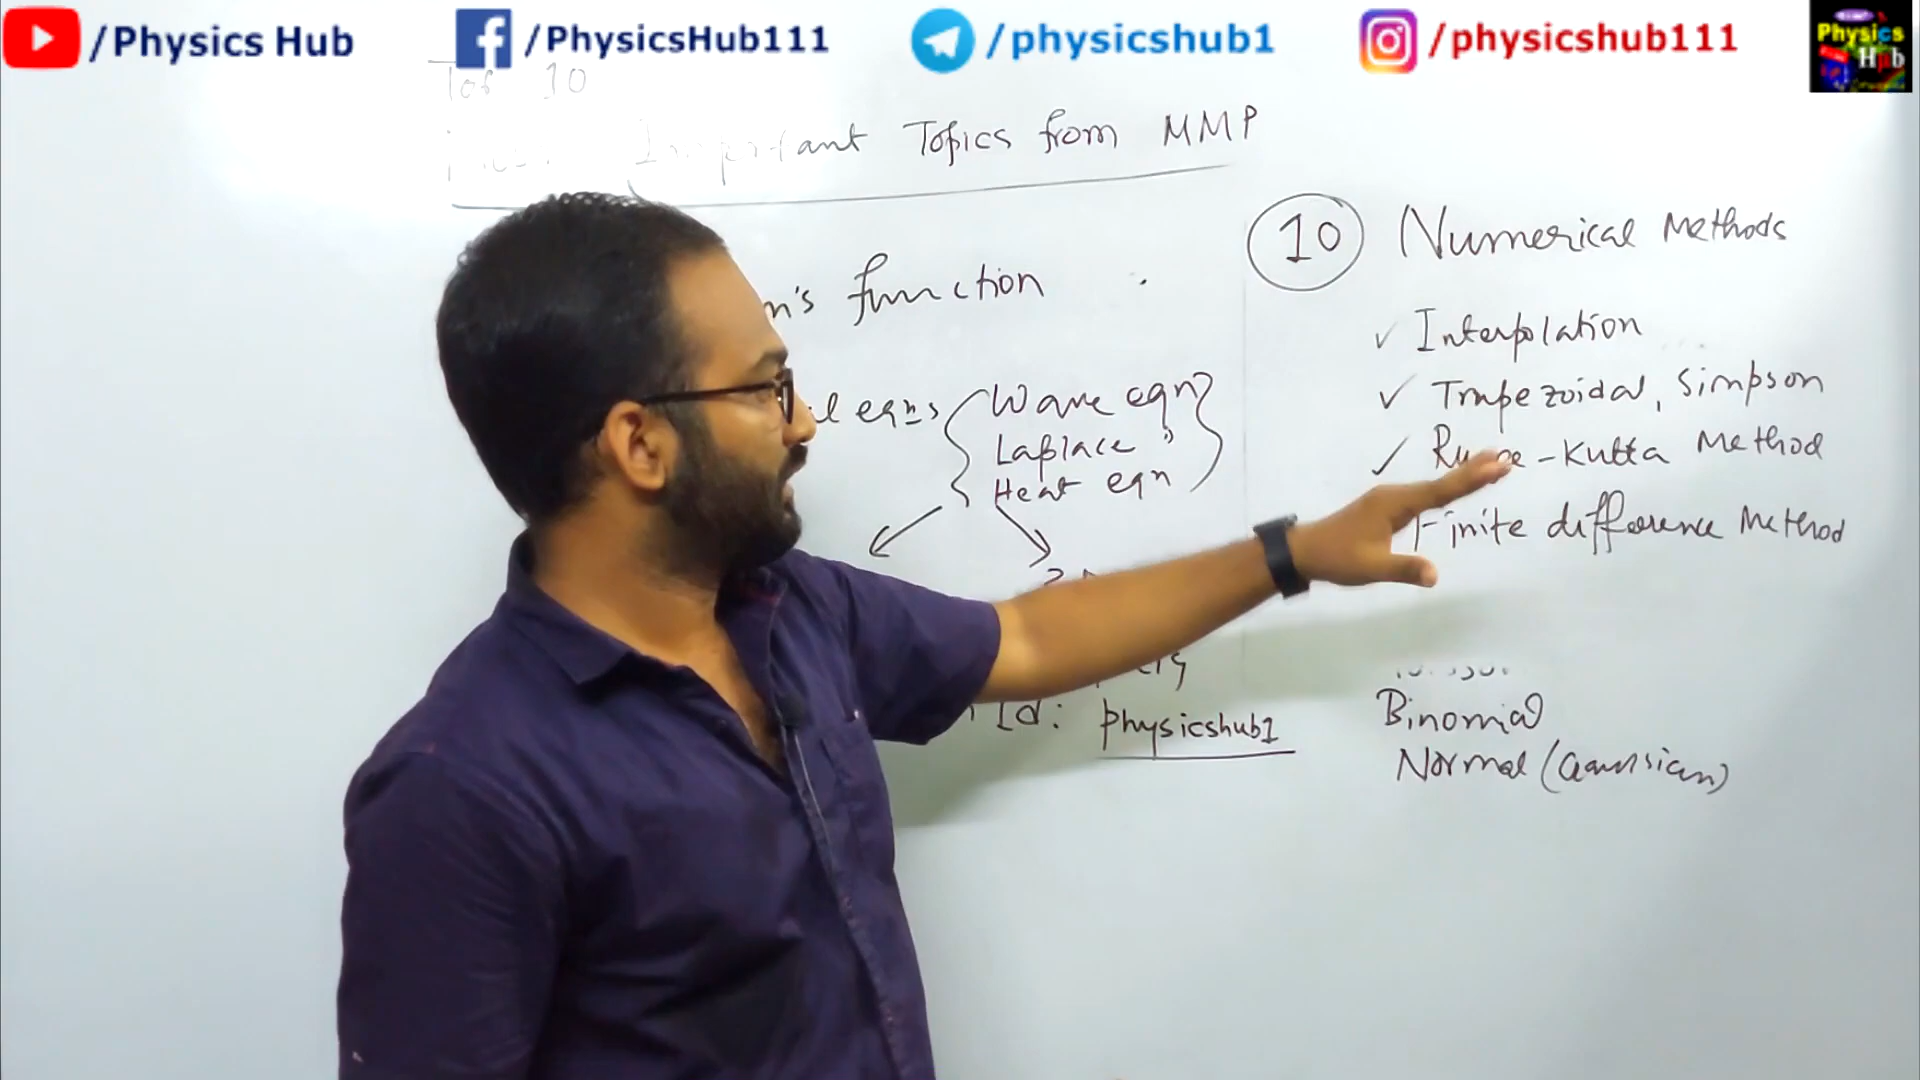 /Physics Hub
/PhysicsHub111
/physicshub1
/physicshub111
Physics
Hub
Top 10
Important Topics from MMP
n's function
eqns
Wave eqn
Laplace "
Heat eqn
Id: physicshub1
10 Numerical Methods
✓ Interpolation
✓ Trapezoidal, Simpson
✓ Runge-Kutta Method
Finite difference Method
Binomial
Normal (Gaussian)